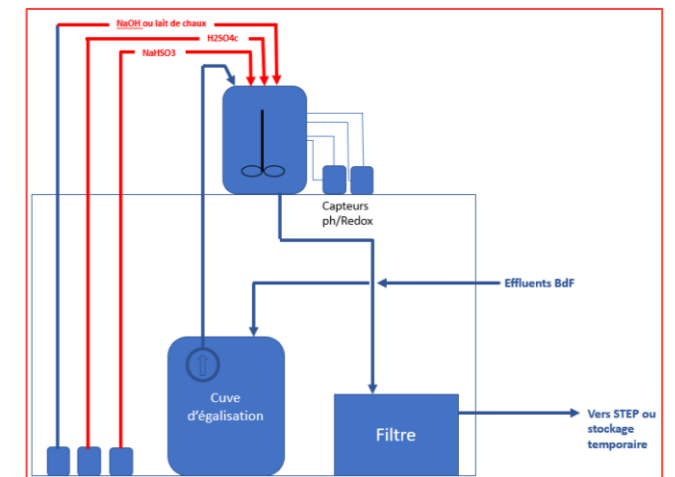 NaOH ou lait de chaux
H2SO4c
NaHSO3
Capteurs
ph/Redox
Effluents BdF
Cuve
d'égalisation
Filtre
Vers STEP ou
stockage
temporaire